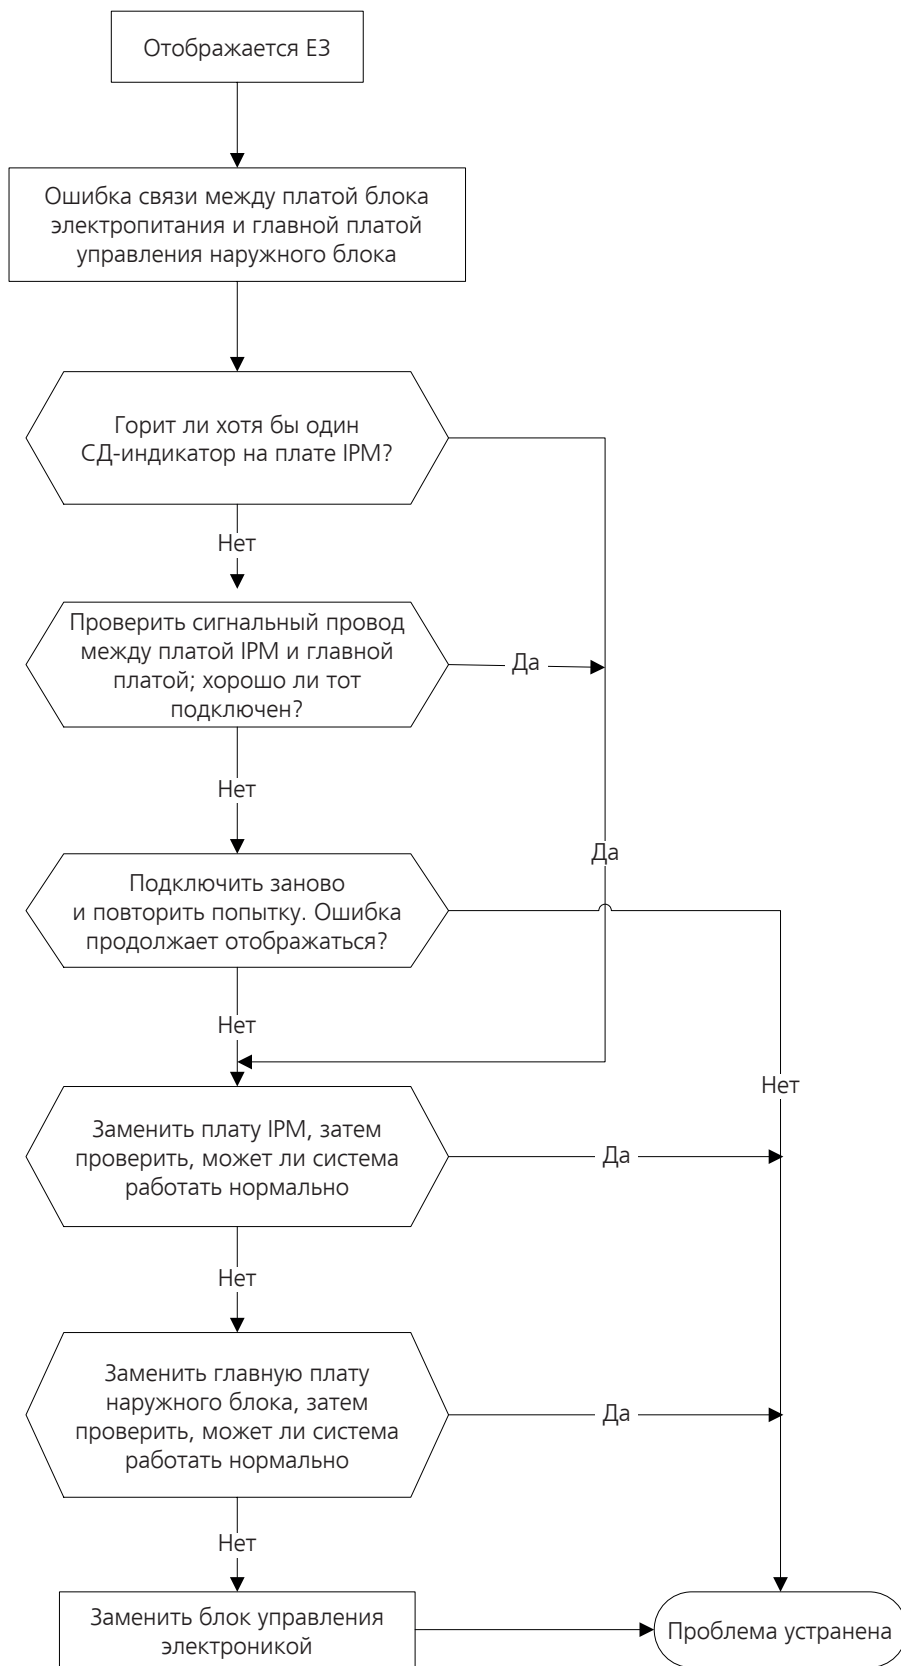 Отображается E3
Ошибка связи между платой блока
электропитания и главной платой
управления наружного блока
Горит ли хотя бы один
СД-индикатор на плате IPM?
Нет
Проверить сигнальный провод
между платой IPM и главной
платой; хорошо ли тот
подключен?
Да
Нет
Да
Подключить заново
и повторить попытку. Ошибка
продолжает отображаться?
Нет
Нет
Заменить плату IPM, затем
проверить, может ли система
работать нормально
Да
Нет
Заменить главную плату
наружного блока, затем
проверить, может ли система
работать нормально
Да
Нет
Заменить блок управления
электроникой
Проблема устранена